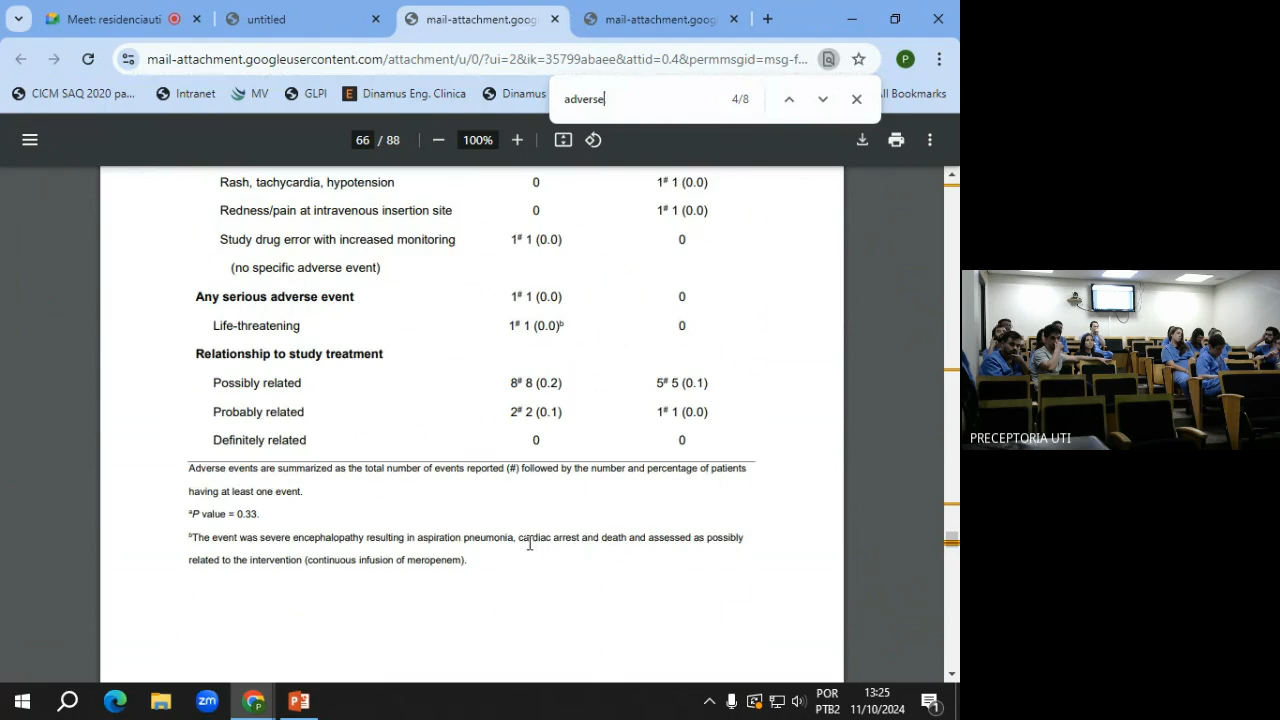 Meet: residenciauti
untitled
mail-attachment.goog
mail-attachment.googl
mail-attachment.googleusercontent.com/attachment/u/0/?ui=2&ik=35799abaee&attid=0.4&permmsgid=msg-f...
P
CICM SAQ 2020 pa...
Intranet
MV
GLPI
Dinamus Eng. Clinica
Dinamus
All Bookmarks
adverse
4/8
66 / 88
100%
Rash, tachycardia, hypotension 0 1# 1 (0.0)
Redness/pain at intravenous insertion site 0 1# 1 (0.0)
Study drug error with increased monitoring 1# 1 (0.0) 0
(no specific adverse event)
Any serious adverse event 1# 1 (0.0) 0
Life-threatening 1# 1 (0.0)b 0
Relationship to study treatment
Possibly related 8# 8 (0.2) 5# 5 (0.1)
Probably related 2# 2 (0.1) 1# 1 (0.0)
Definitely related 0 0
Adverse events are summarized as the total number of events reported (#) followed by the number and percentage of patients
having at least one event.
aP value = 0.33.
bThe event was severe encephalopathy resulting in aspiration pneumonia, cardiac arrest and death and assessed as possibly
related to the intervention (continuous infusion of meropenem).
PRECEPTORIA UTI
zm
POR
PTB2
13:25
11/10/2024
1